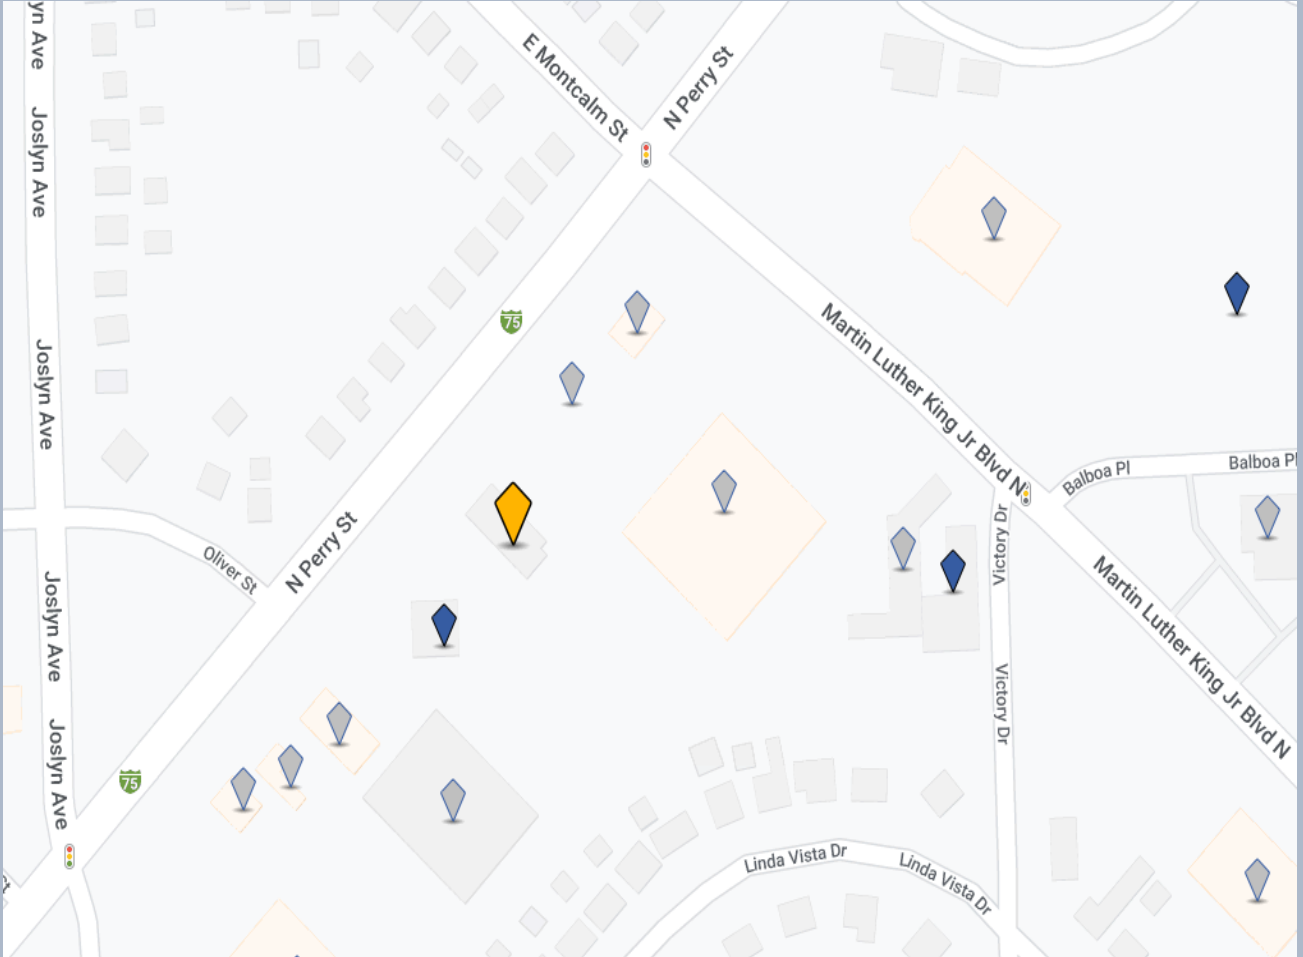 yn Ave
E Montcalm St
N Perry St
Joslyn Ave
75
Martin Luther King Jr Blvd N
Joslyn Ave
Balboa Pl
Balboa Pl
Victory Dr
N Perry St
Oliver St
Joslyn Ave
Martin Luther King Jr Blvd N
Victory Dr
Joslyn Ave
75
Linda Vista Dr
Linda Vista Dr